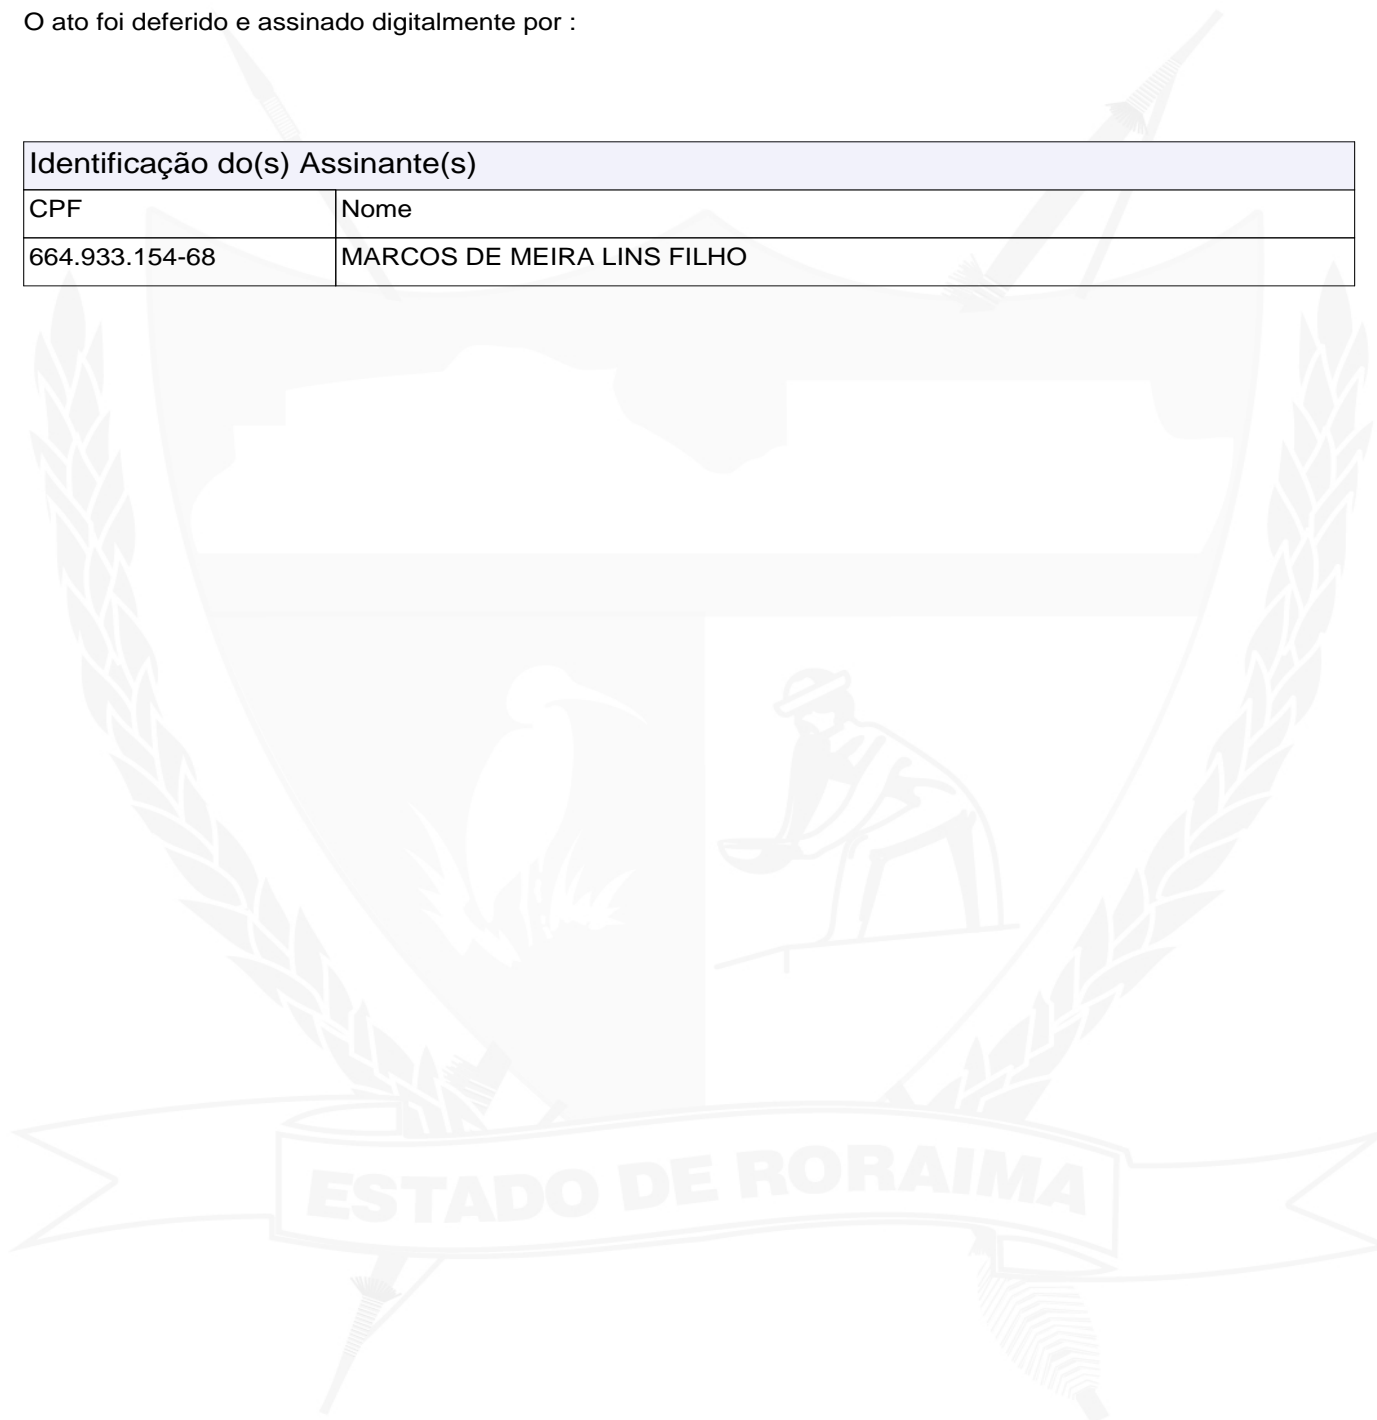 O ato foi deferido e assinado digitalmente por :
Identificação do(s) Assinante(s)
CPF Nome
664.933.154-68 MARCOS DE MEIRA LINS FILHO
ESTADO DE RORAIMA